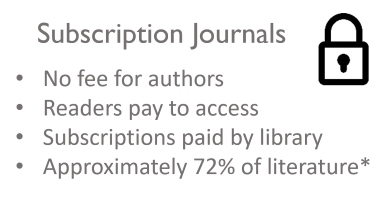 Subscription Journals
• No fee for authors
• Readers pay to access
• Subscriptions paid by library
• Approximately 72% of literature*